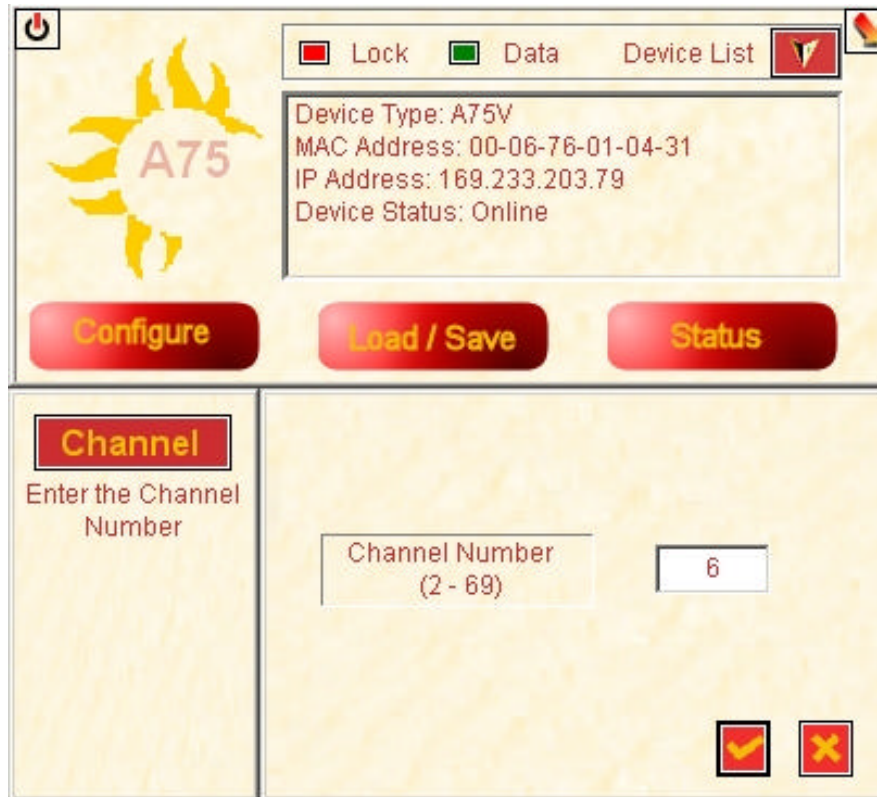 Lock Data Device List
A75
Device Type: A75V
MAC Address: 00-06-76-01-04-31
IP Address: 169.233.203.79
Device Status: Online
Configure Load / Save Status
Channel
Enter the Channel
Number
Channel Number
(2 - 69)
6